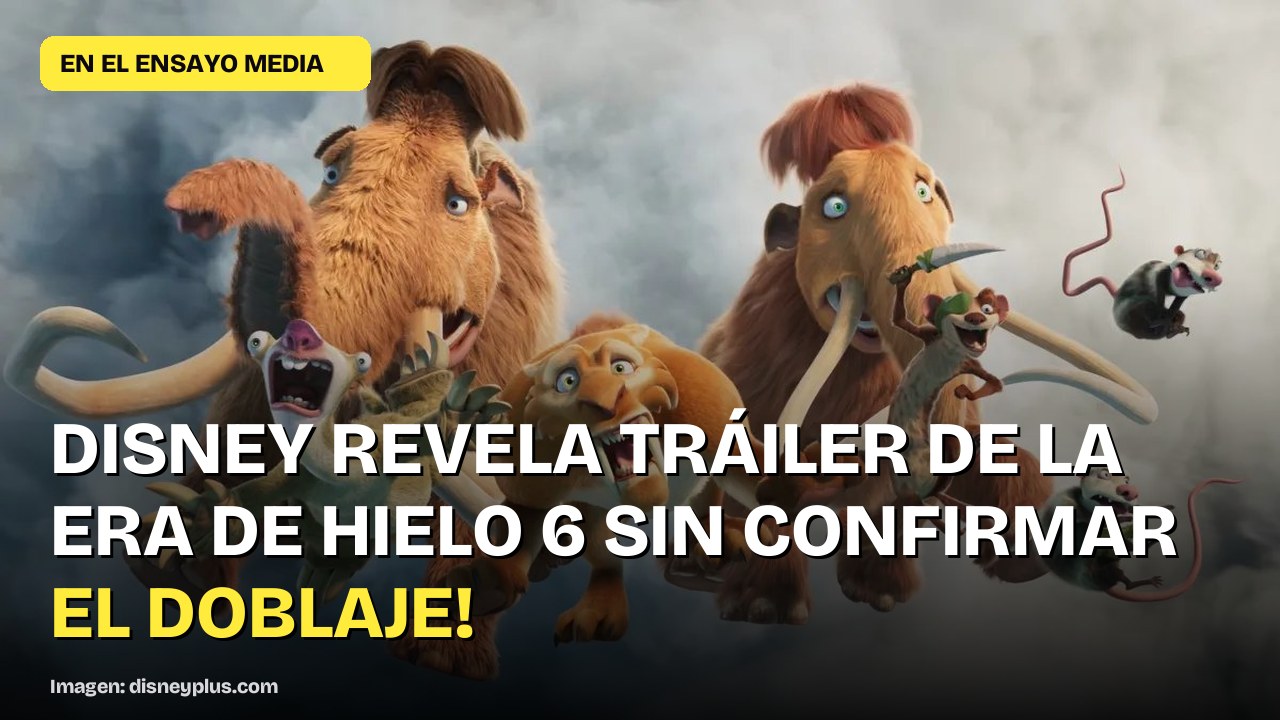 EN EL ENSAYO MEDIA
DISNEY REVELA TRÁILER DE LA
ERA DE HIELO 6 SIN CONFIRMAR
EL DOBLAJE!
Imagen: disneyplus.com